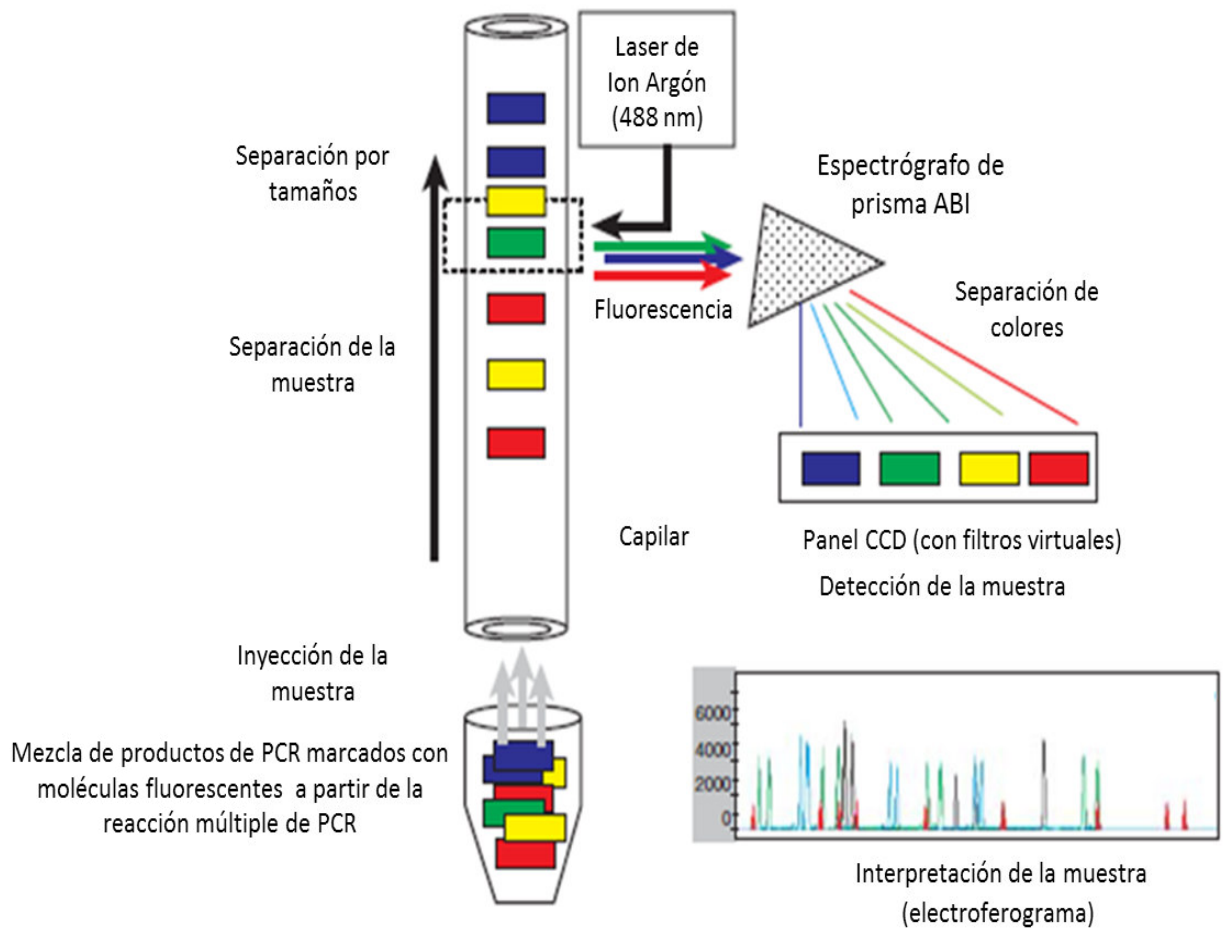 Laser de
Ion Argón
(488 nm)
Separación por
tamaños
Espectrógrafo de
prisma ABI
Fluorescencia
Separación de
colores
Separación de la
muestra
Capilar
Panel CCD (con filtros virtuales)
Detección de la muestra
Inyección de la
muestra
Mezcla de productos de PCR marcados con
moléculas fluorescentes a partir de la
reacción múltiple de PCR
6000
4000
2000
0
Interpretación de la muestra
(electroferograma)